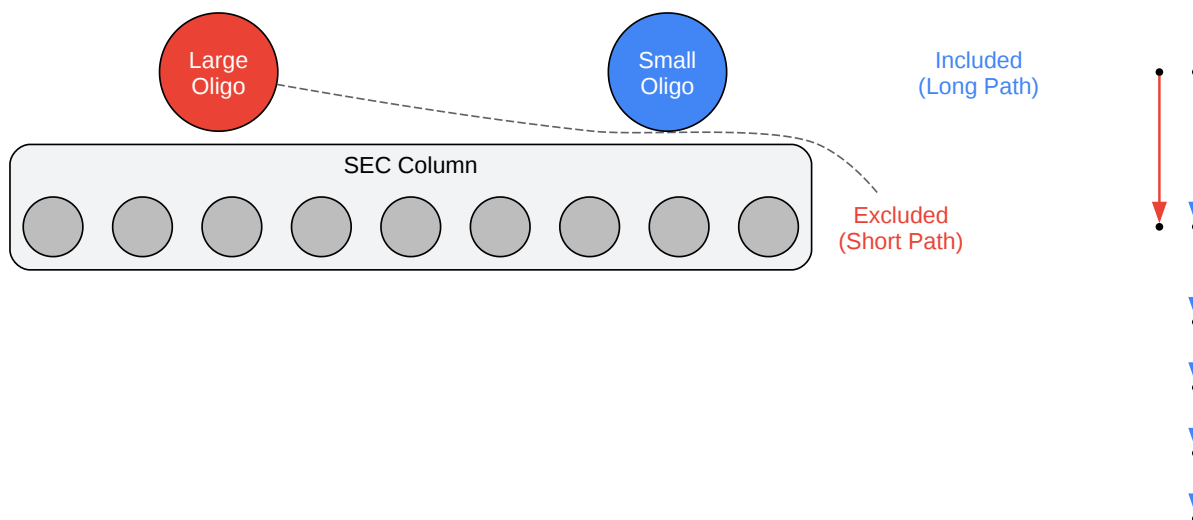 Large
Oligo
Small
Oligo
Included
(Long Path)
SEC Column
Excluded
(Short Path)